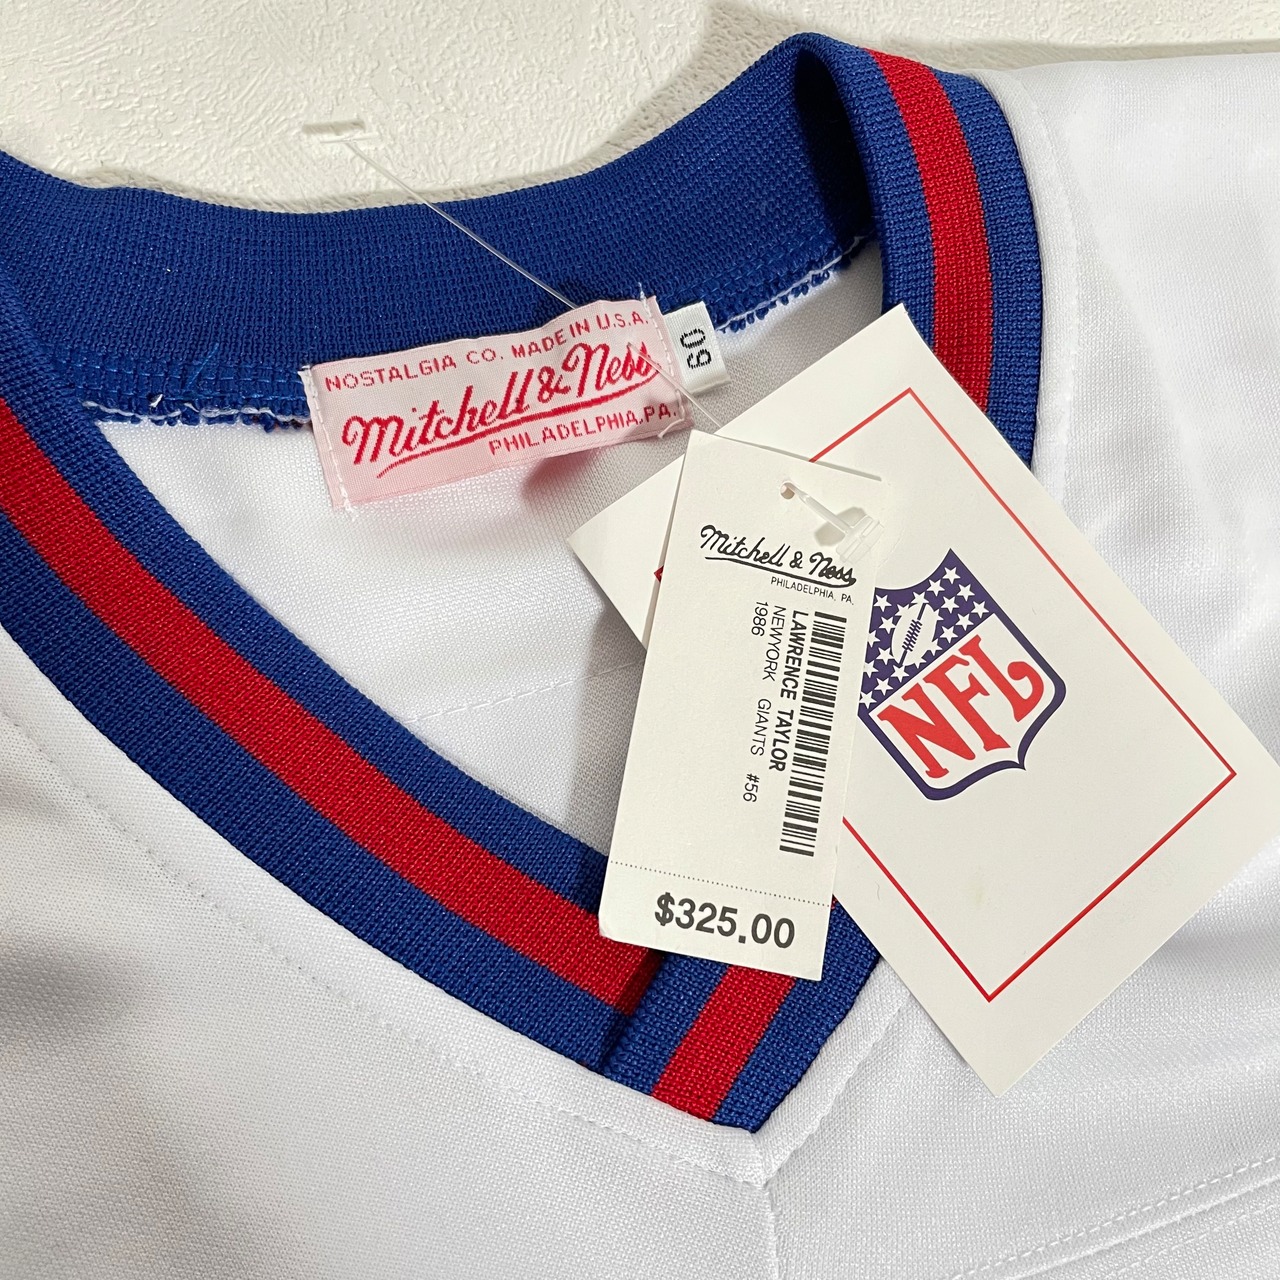 NOSTALGIA CO. MADE IN U.S.A.
Mitchell & Ness
PHILADELPHIA, PA.
60
Mitchell & Ness
PHILADELPHIA, PA.
LAWRENCE TAYLOR
NEWYORK GIANTS #56
1986
$325.00
NFL